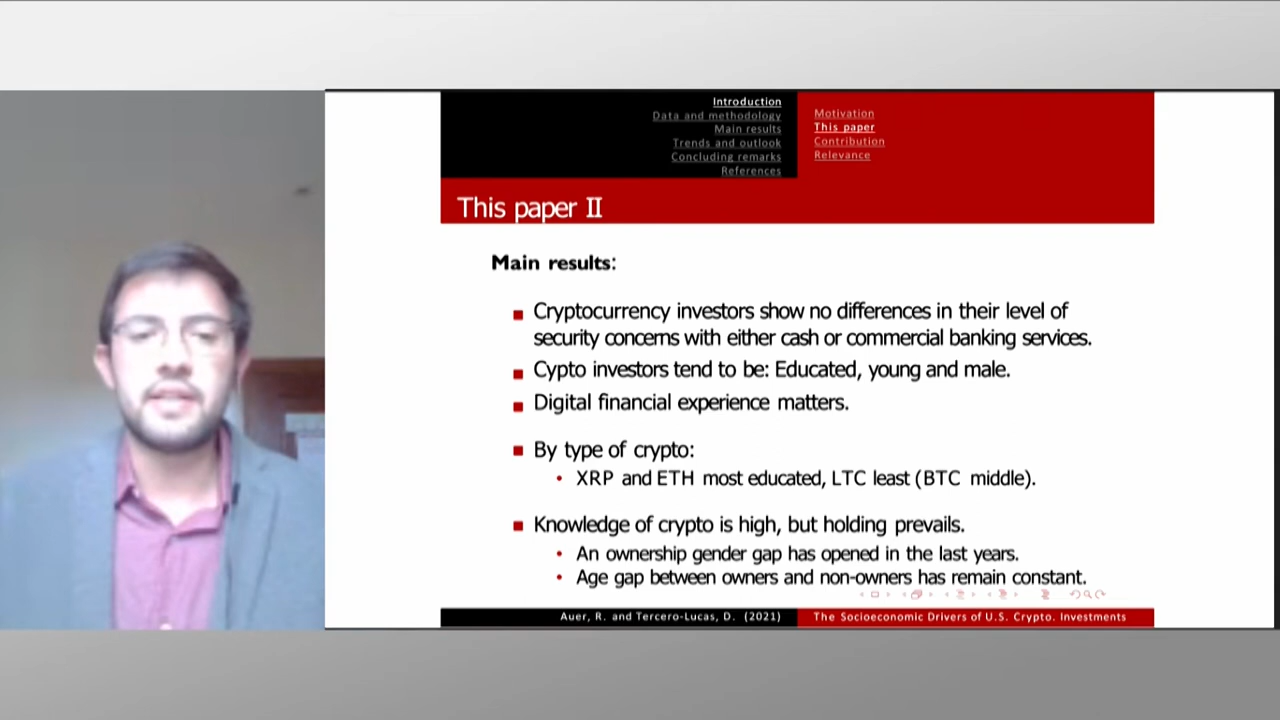 Introduction
Data and methodology
Main results
Trends and outlook
Concluding remarks
References
Motivation
This paper
Contribution
Relevance
This paper II
Main results:
Cryptocurrency investors show no differences in their level of
security concerns with either cash or commercial banking services.
Cypto investors tend to be: Educated, young and male.
Digital financial experience matters.
By type of crypto:
XRP and ETH most educated, LTC least (BTC middle).
Knowledge of crypto is high, but holding prevails.
An ownership gender gap has opened in the last years.
Age gap between owners and non-owners has remain constant.
Auer, R. and Tercero-Lucas, D. (2021)
The Socioeconomic Drivers of U.S. Crypto. Investments